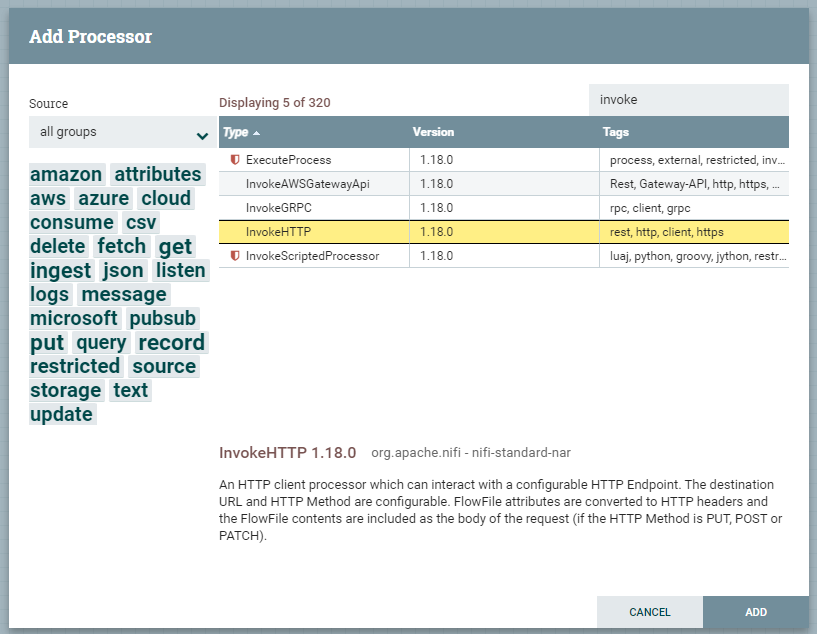 Add Processor
Source
Displaying 5 of 320
invoke
all groups
Type Version Tags
ExecuteProcess 1.18.0 process, external, restricted, inv...
InvokeAWSGatewayApi 1.18.0 Rest, Gateway-API, http, https, ...
InvokeGRPC 1.18.0 rpc, client, grpc
InvokeHTTP 1.18.0 rest, http, client, https
InvokeScriptedProcessor 1.18.0 luaj, python, groovy, jython, restr...
amazon attributes
aws azure cloud
consume csv
delete fetch get
ingest json listen
logs message
microsoft pubsub
put query record
restricted source
storage text
update
InvokeHTTP 1.18.0 org.apache.nifi - nifi-standard-nar
An HTTP client processor which can interact with a configurable HTTP Endpoint. The destination
URL and HTTP Method are configurable. FlowFile attributes are converted to HTTP headers and
the FlowFile contents are included as the body of the request (if the HTTP Method is PUT, POST or
PATCH).
CANCEL ADD